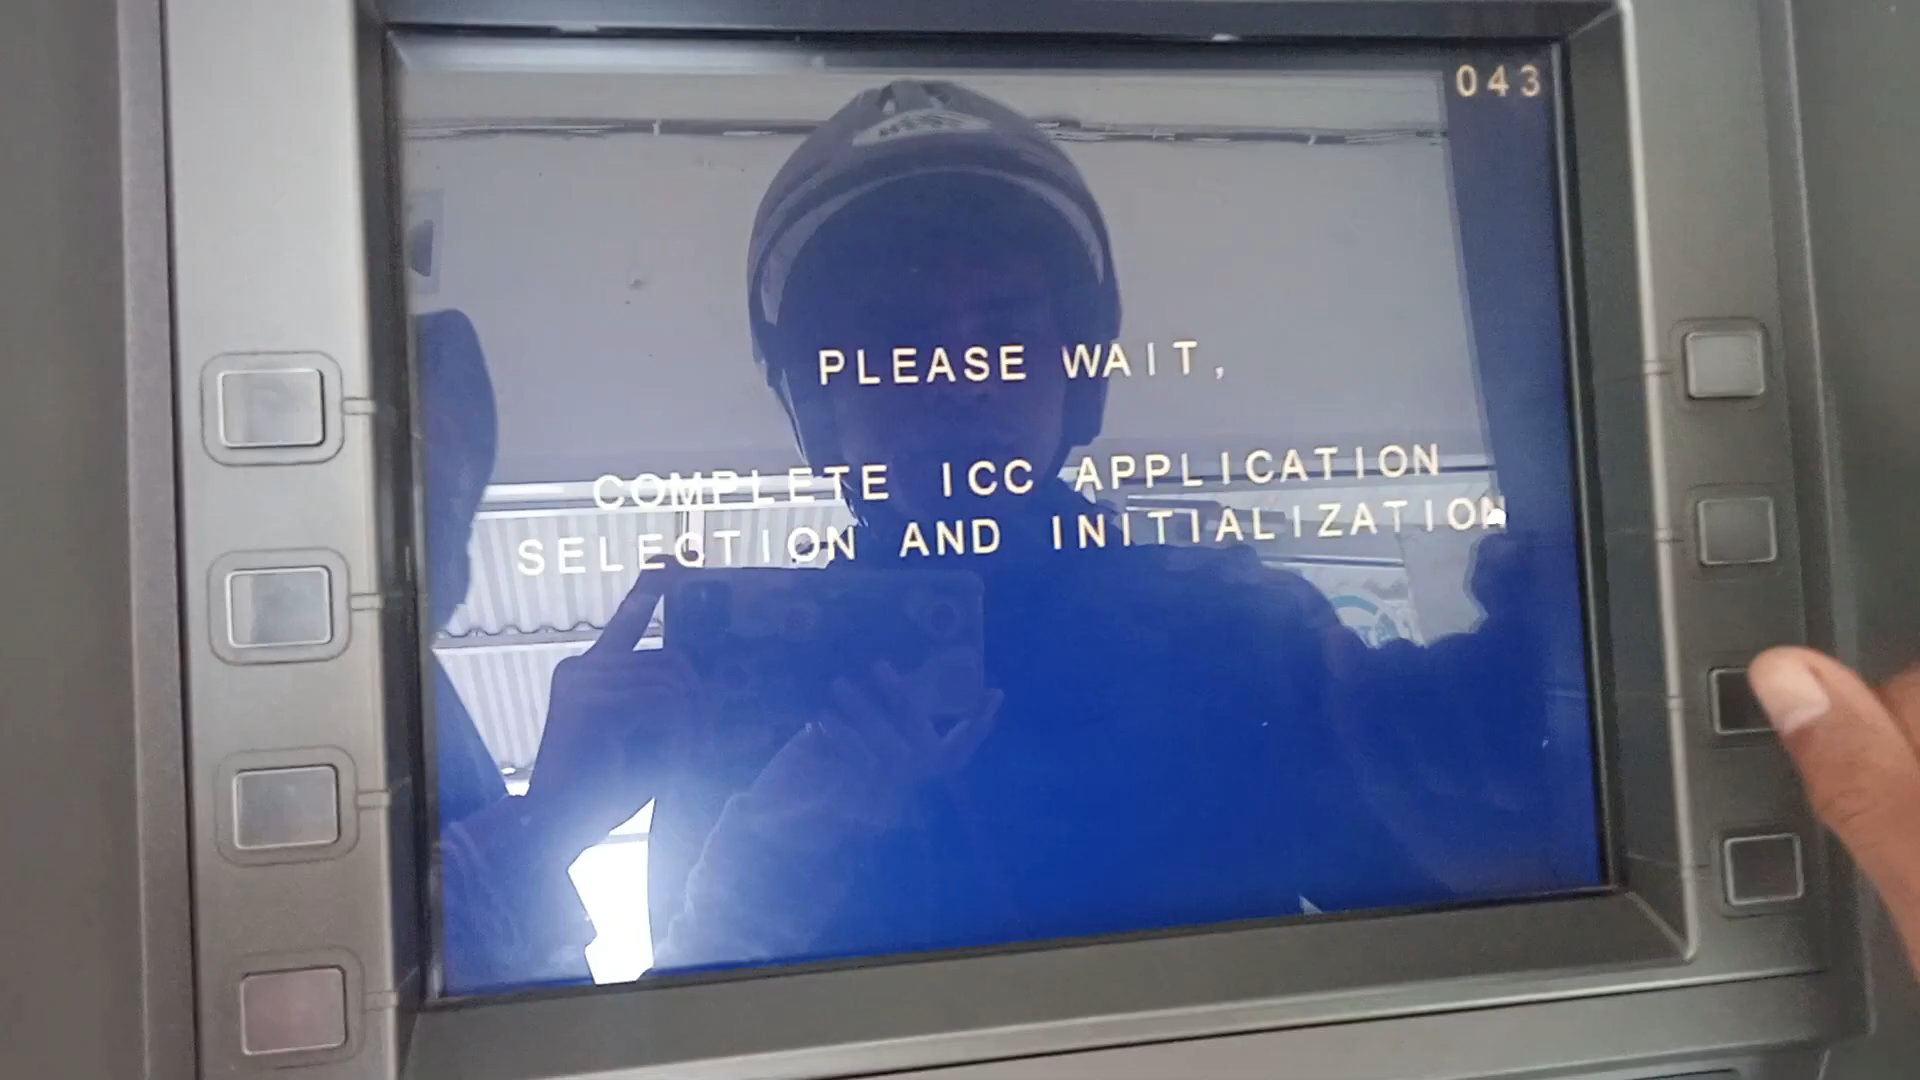 043
PLEASE WAIT,
COMPLETE ICC APPLICATION
SELECTION AND INITIALIZATION